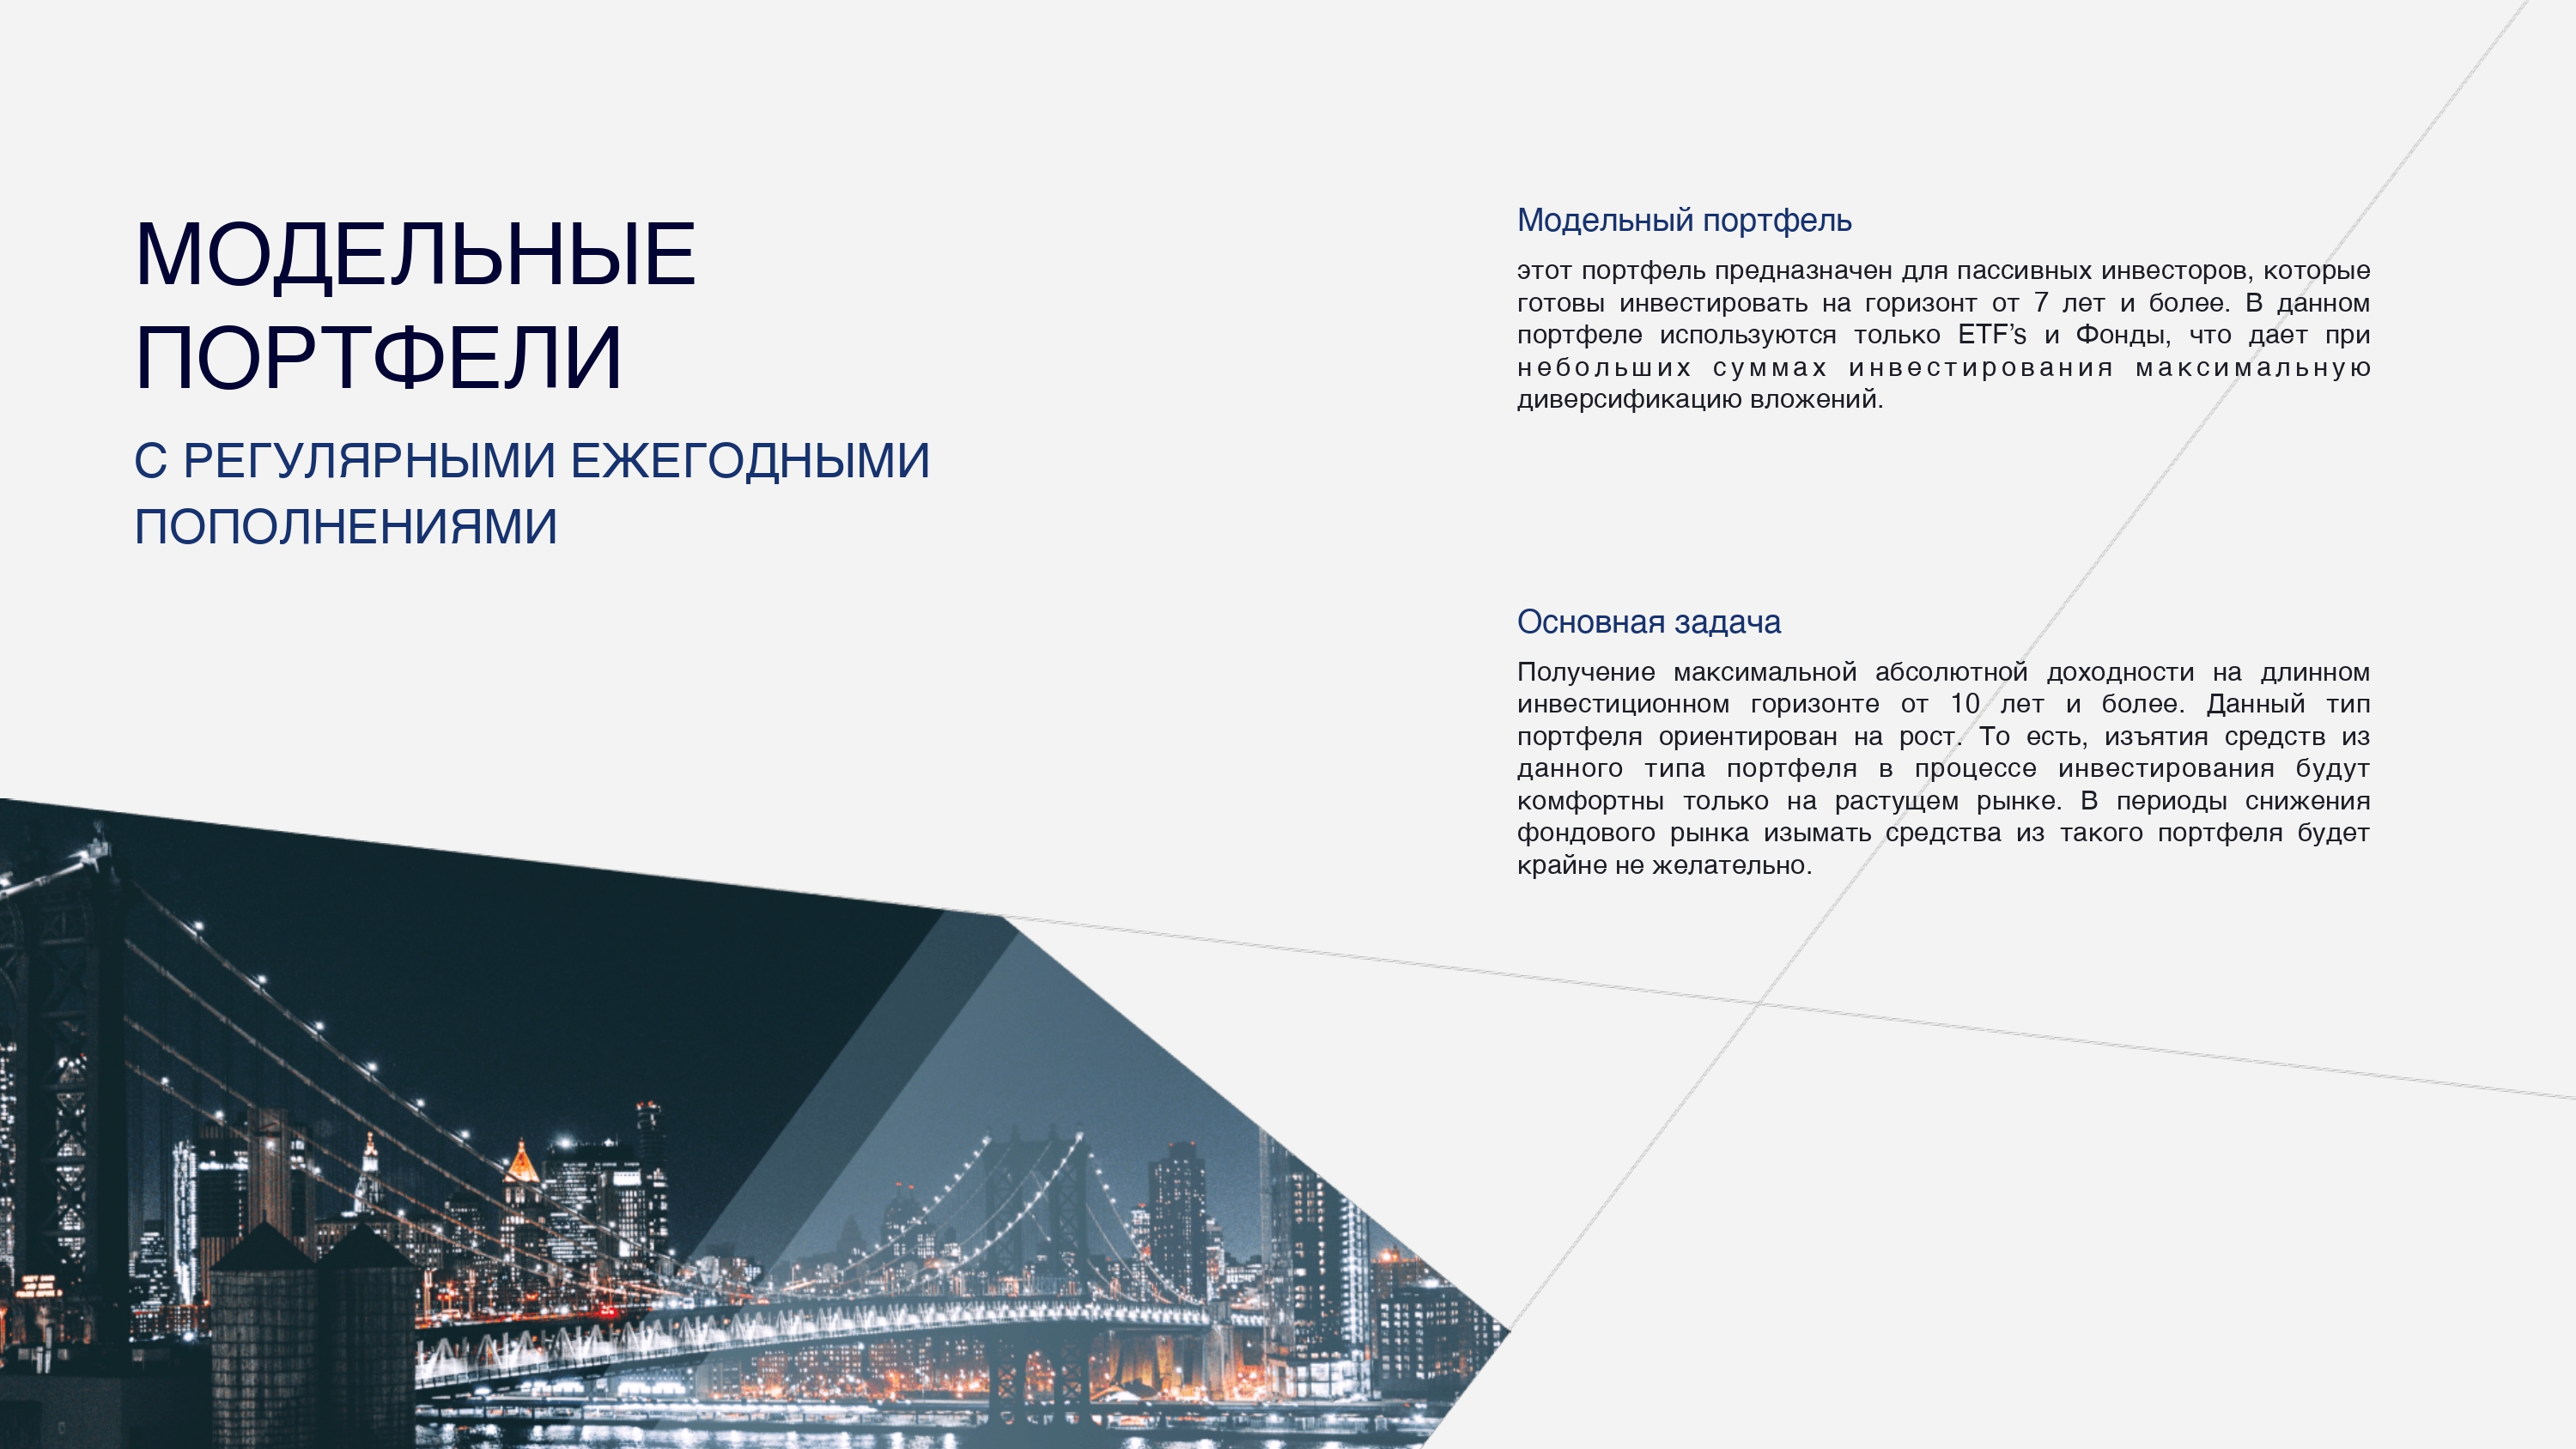 МОДЕЛЬНЫЕ
ПОРТФЕЛИ
С РЕГУЛЯРНЫМИ ЕЖЕГОДНЫМИ
ПОПОЛНЕНИЯМИ
Модельный портфель
этот портфель предназначен для пассивных инвесторов, которые
готовы инвестировать на горизонт от 7 лет и более. В данном
портфеле используются только ETF’s и Фонды, что дает при
небольших суммах инвестирования максимальную
диверсификацию вложений.
Основная задача
Получение максимальной абсолютной доходности на длинном
инвестиционном горизонте от 10 лет и более. Данный тип
портфеля ориентирован на рост. То есть, изъятия средств из
данного типа портфеля в процессе инвестирования будут
комфортны только на растущем рынке. В периоды снижения
фондового рынка изымать средства из такого портфеля будет
крайне не желательно.